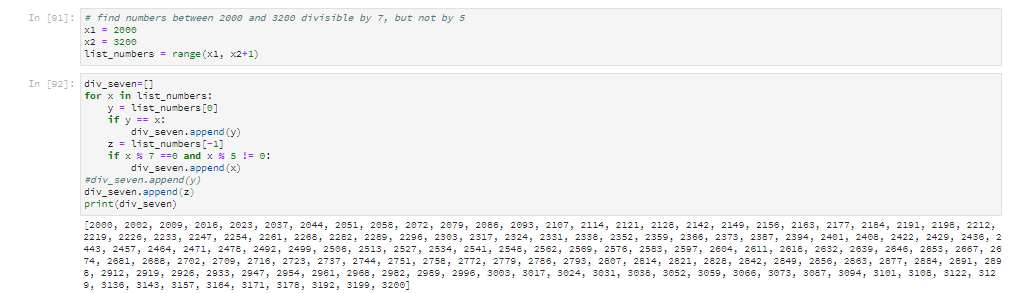 In [91]: # find numbers between 2000 and 3200 divisible by 7, but not by 5
x1 = 2000
x2 = 3200
list_numbers = range(x1, x2+1)
In [92]: div_seven=[]
for x in list_numbers:
    y = list_numbers[0]
    if y == x:
        div_seven.append(y)
    z = list_numbers[-1]
    if x % 7 ==0 and x % 5 != 0:
        div_seven.append(x)
#div_seven.append(y)
div_seven.append(z)
print(div_seven)
[2000, 2002, 2009, 2016, 2023, 2037, 2044, 2051, 2058, 2072, 2079, 2086, 2093, 2107, 2114, 2121, 2128, 2142, 2149, 2156, 2163, 2177, 2184, 2191, 2198, 2212,
2219, 2226, 2233, 2247, 2254, 2261, 2268, 2282, 2289, 2296, 2303, 2317, 2324, 2331, 2338, 2352, 2359, 2366, 2373, 2387, 2394, 2401, 2408, 2422, 2429, 2436, 2
443, 2457, 2464, 2471, 2478, 2492, 2499, 2506, 2513, 2527, 2534, 2541, 2548, 2562, 2569, 2576, 2583, 2597, 2604, 2611, 2618, 2632, 2639, 2646, 2653, 2667, 26
74, 2681, 2688, 2702, 2709, 2716, 2723, 2737, 2744, 2751, 2758, 2772, 2779, 2786, 2793, 2807, 2814, 2821, 2828, 2842, 2849, 2856, 2863, 2877, 2884, 2891, 289
8, 2912, 2919, 2926, 2933, 2947, 2954, 2961, 2968, 2982, 2989, 2996, 3003, 3017, 3024, 3031, 3038, 3052, 3059, 3066, 3073, 3087, 3094, 3101, 3108, 3122, 312
9, 3136, 3143, 3157, 3164, 3171, 3178, 3192, 3199, 3200]